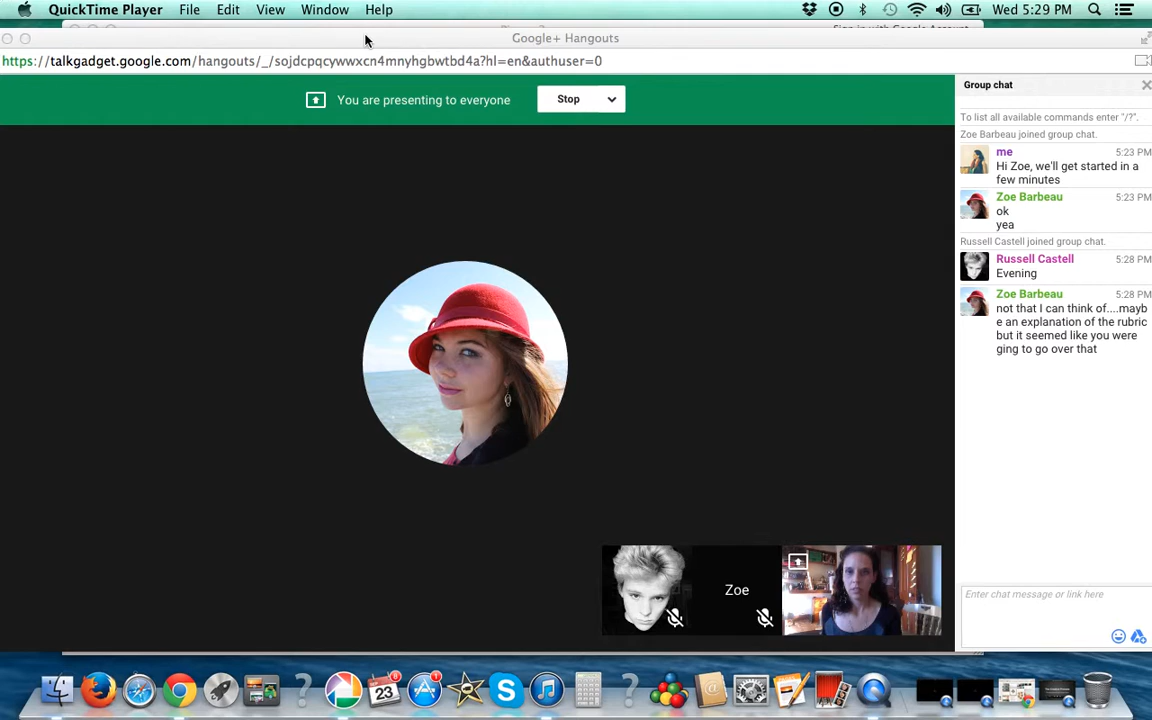 QuickTime Player File Edit View Window Help Wed 5:29 PM
Google+ Hangouts
https://talkgadget.google.com/hangouts/_/sojdcpqcywwxcn4mnyhgbwtbd4a?hl=en&authuser=0
You are presenting to everyone Stop
Group chat
To list all available commands enter "/?".
Zoe Barbeau joined group chat.
me 5:23 PM
Hi Zoe, we'll get started in a
few minutes
Zoe Barbeau 5:23 PM
ok
yea
Russell Castell joined group chat.
Russell Castell 5:28 PM
Evening
Zoe Barbeau 5:28 PM
not that I can think of....mayb
e an explanation of the rubric
but it seemed like you were
ging to go over that
Zoe
Enter chat message or link here
23